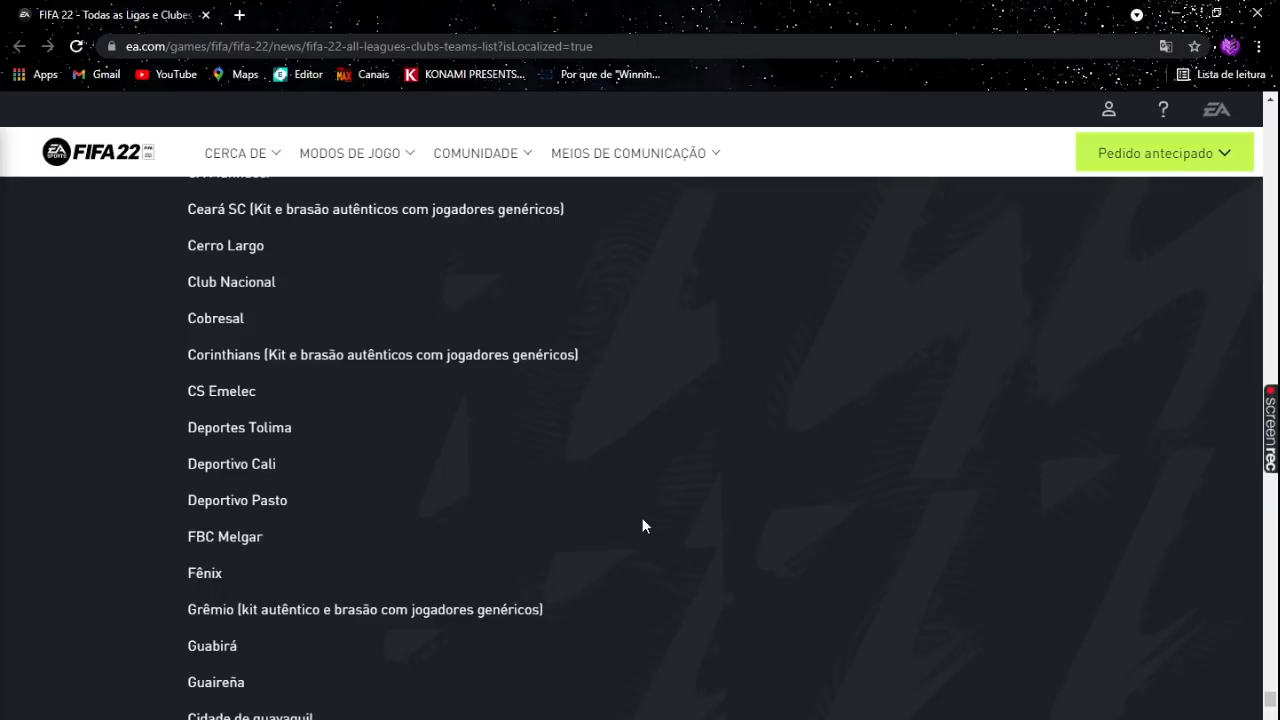 FIFA 22 - Todas as Ligas e Clubes
ea.com/games/fifa/fifa-22/news/fifa-22-all-leagues-clubs-teams-list?isLocalized=true
Apps Gmail YouTube Maps Editor Canais KONAMI PRESENTS... Por que de "Winnin... Lista de leitura
EA
EA SPORTS FIFA 22 CERCA DE MODOS DE JOGO COMUNIDADE MEIOS DE COMUNICAÇÃO Pedido antecipado
Ceará SC (Kit e brasão autênticos com jogadores genéricos)
Cerro Largo
Club Nacional
Cobresal
Corinthians (Kit e brasão autênticos com jogadores genéricos)
CS Emelec
Deportes Tolima
Deportivo Cali
Deportivo Pasto
FBC Melgar
Fênix
Grêmio (kit autêntico e brasão com jogadores genéricos)
Guabirá
Guaireña
Cidade de guayaquil
screenrec